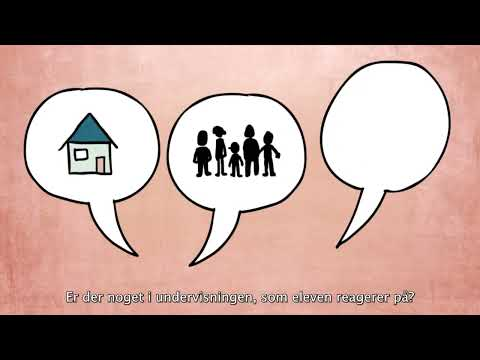 Er der noget i undervisningen, som eleven reagerer på?